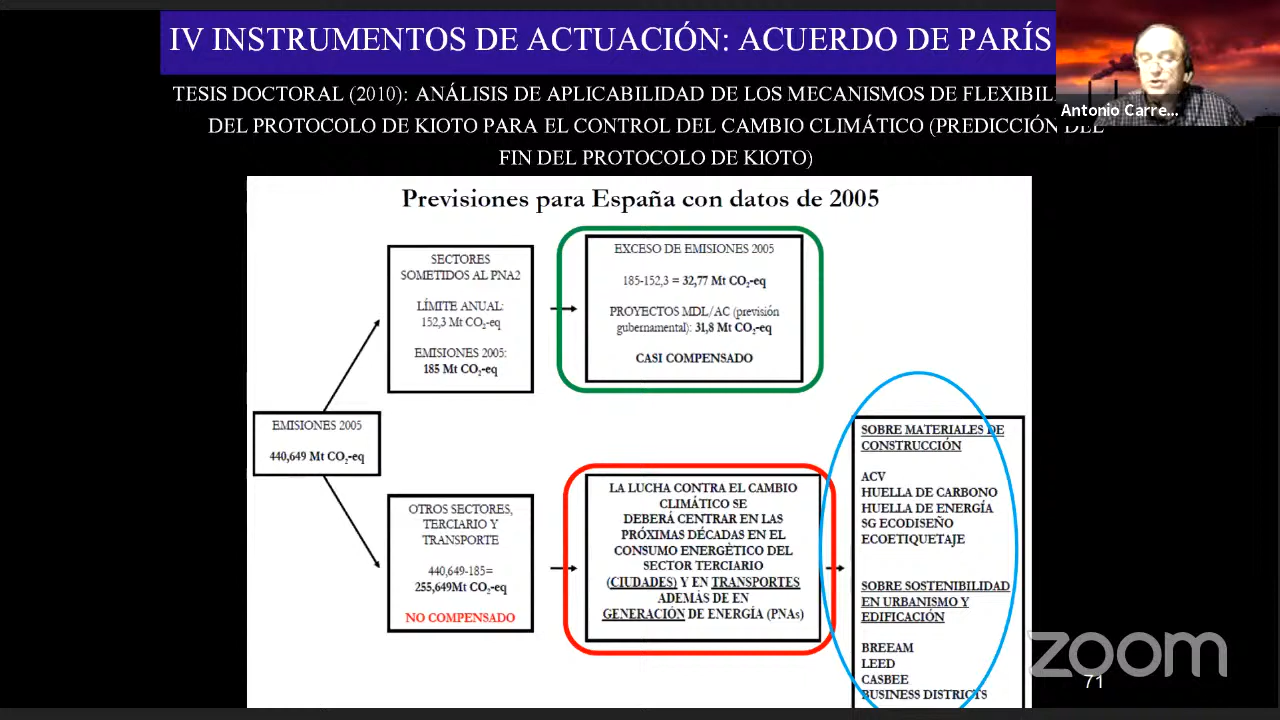 IV INSTRUMENTOS DE ACTUACIÓN: ACUERDO DE PARÍS
Antonio Carre...
TESIS DOCTORAL (2010): ANÁLISIS DE APLICABILIDAD DE LOS MECANISMOS DE
DEL PROTOCOLO DE KIOTO PARA EL CONTROL DEL CAMBIO CLIMÁTICO (PREDICCIÓN DEL
FIN DEL PROTOCOLO DE KIOTO)
Previsiones para España con datos de 2005
EMISIONES 2005
440,649 Mt CO₂-eq
SECTORES
SOMETIDOS AL PNA2
LÍMITE ANUAL:
152,3 Mt CO₂-eq
EMISIONES 2005:
185 Mt CO₂-eq
EXCESO DE EMISIONES 2005
185-152,3 = 32,77 Mt CO₂-eq
PROYECTOS MDL/AC (previsión
gubernamental): 31,8 Mt CO₂-eq
CASI COMPENSADO
OTROS SECTORES,
TERCIARIO Y
TRANSPORTE
440,649-185=
255,649Mt CO₂-eq
NO COMPENSADO
LA LUCHA CONTRA EL CAMBIO
CLIMÁTICO SE
DEBERÁ CENTRAR EN LAS
PRÓXIMAS DÉCADAS EN EL
CONSUMO ENERGÈTICO DEL
SECTOR TERCIARIO
(CIUDADES) Y EN TRANSPORTES
ADEMÁS DE EN
GENERACIÓN DE ENERGÍA (PNAs)
SOBRE MATERIALES DE
CONSTRUCCIÓN
ACV
HUELLA DE CARBONO
HUELLA DE ENERGÍA
SG ECODISEÑO
ECOETIQUETAJE
SOBRE SOSTENIBILIDAD
EN URBANISMO Y
EDIFICACIÓN
BREEAM
LEED
CASBEE
BUSINESS DISTRICTS
zoom
71